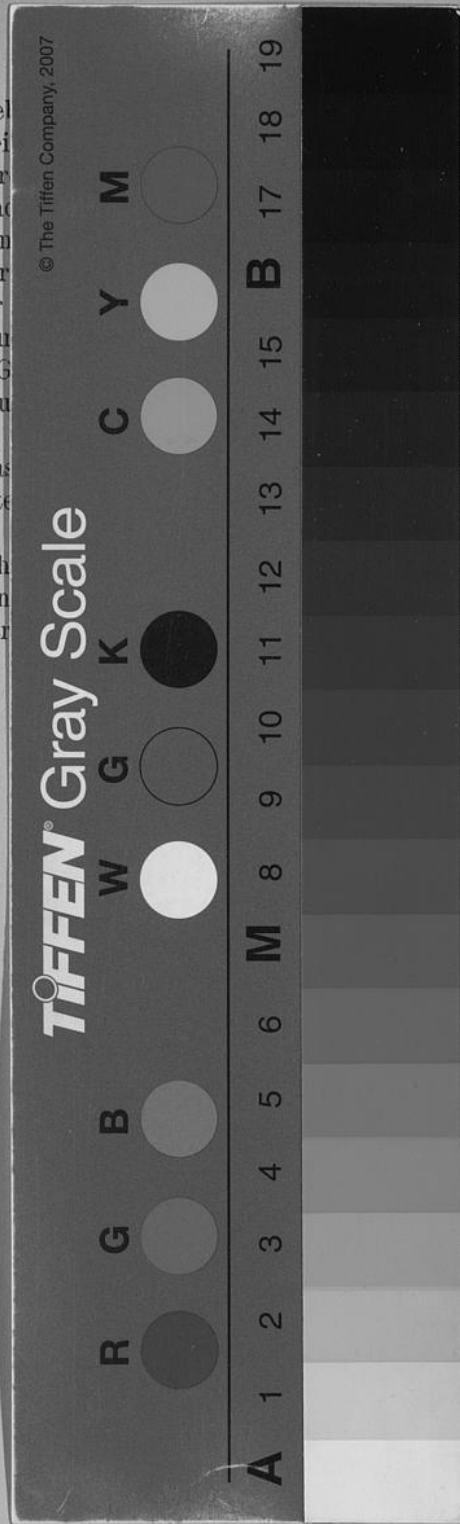 © The Tiffen Company, 2007
TIFFEN® Gray Scale
R G B W G K C Y M
A 1 2 3 4 5 6 M 8 9 10 11 12 13 14 15 B 17 18 19